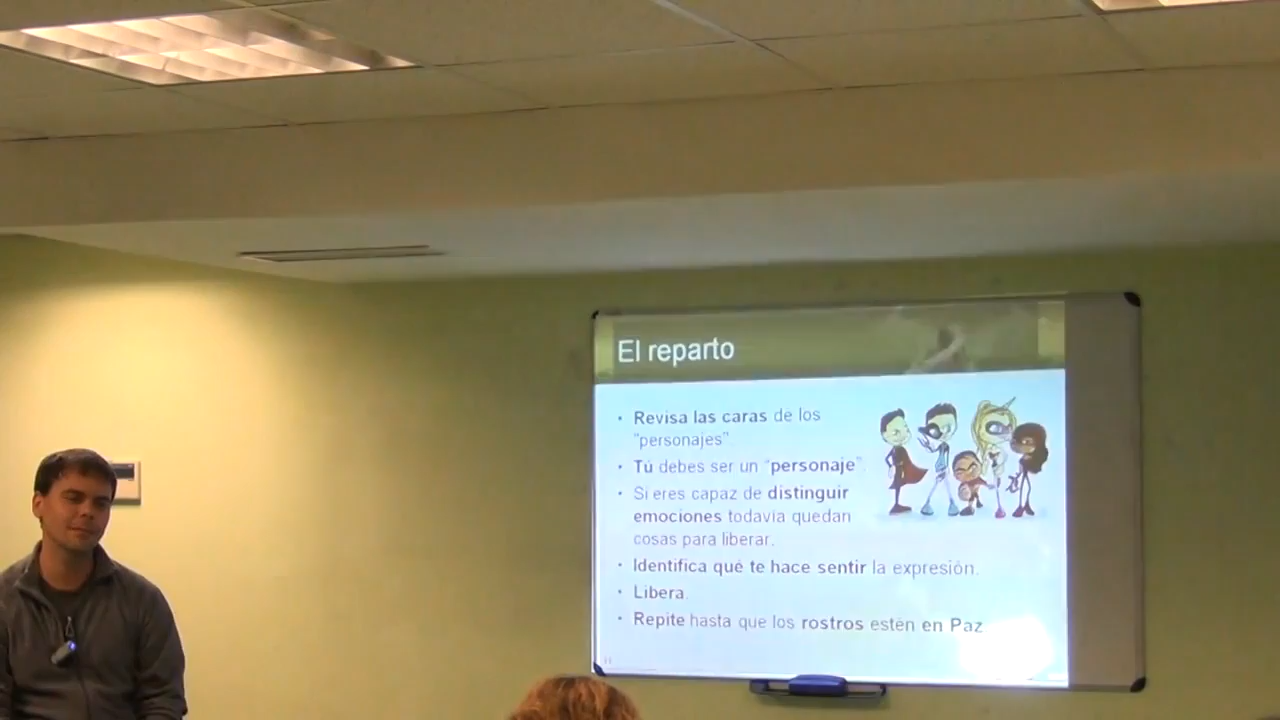 El reparto
• Revisa las caras de los
"personajes"
• Tú debes ser un "personaje".
• Si eres capaz de distinguir
emociones todavía quedan
cosas para liberar.
• Identifica qué te hace sentir la expresión.
• Libera.
• Repite hasta que los rostros estén en Paz